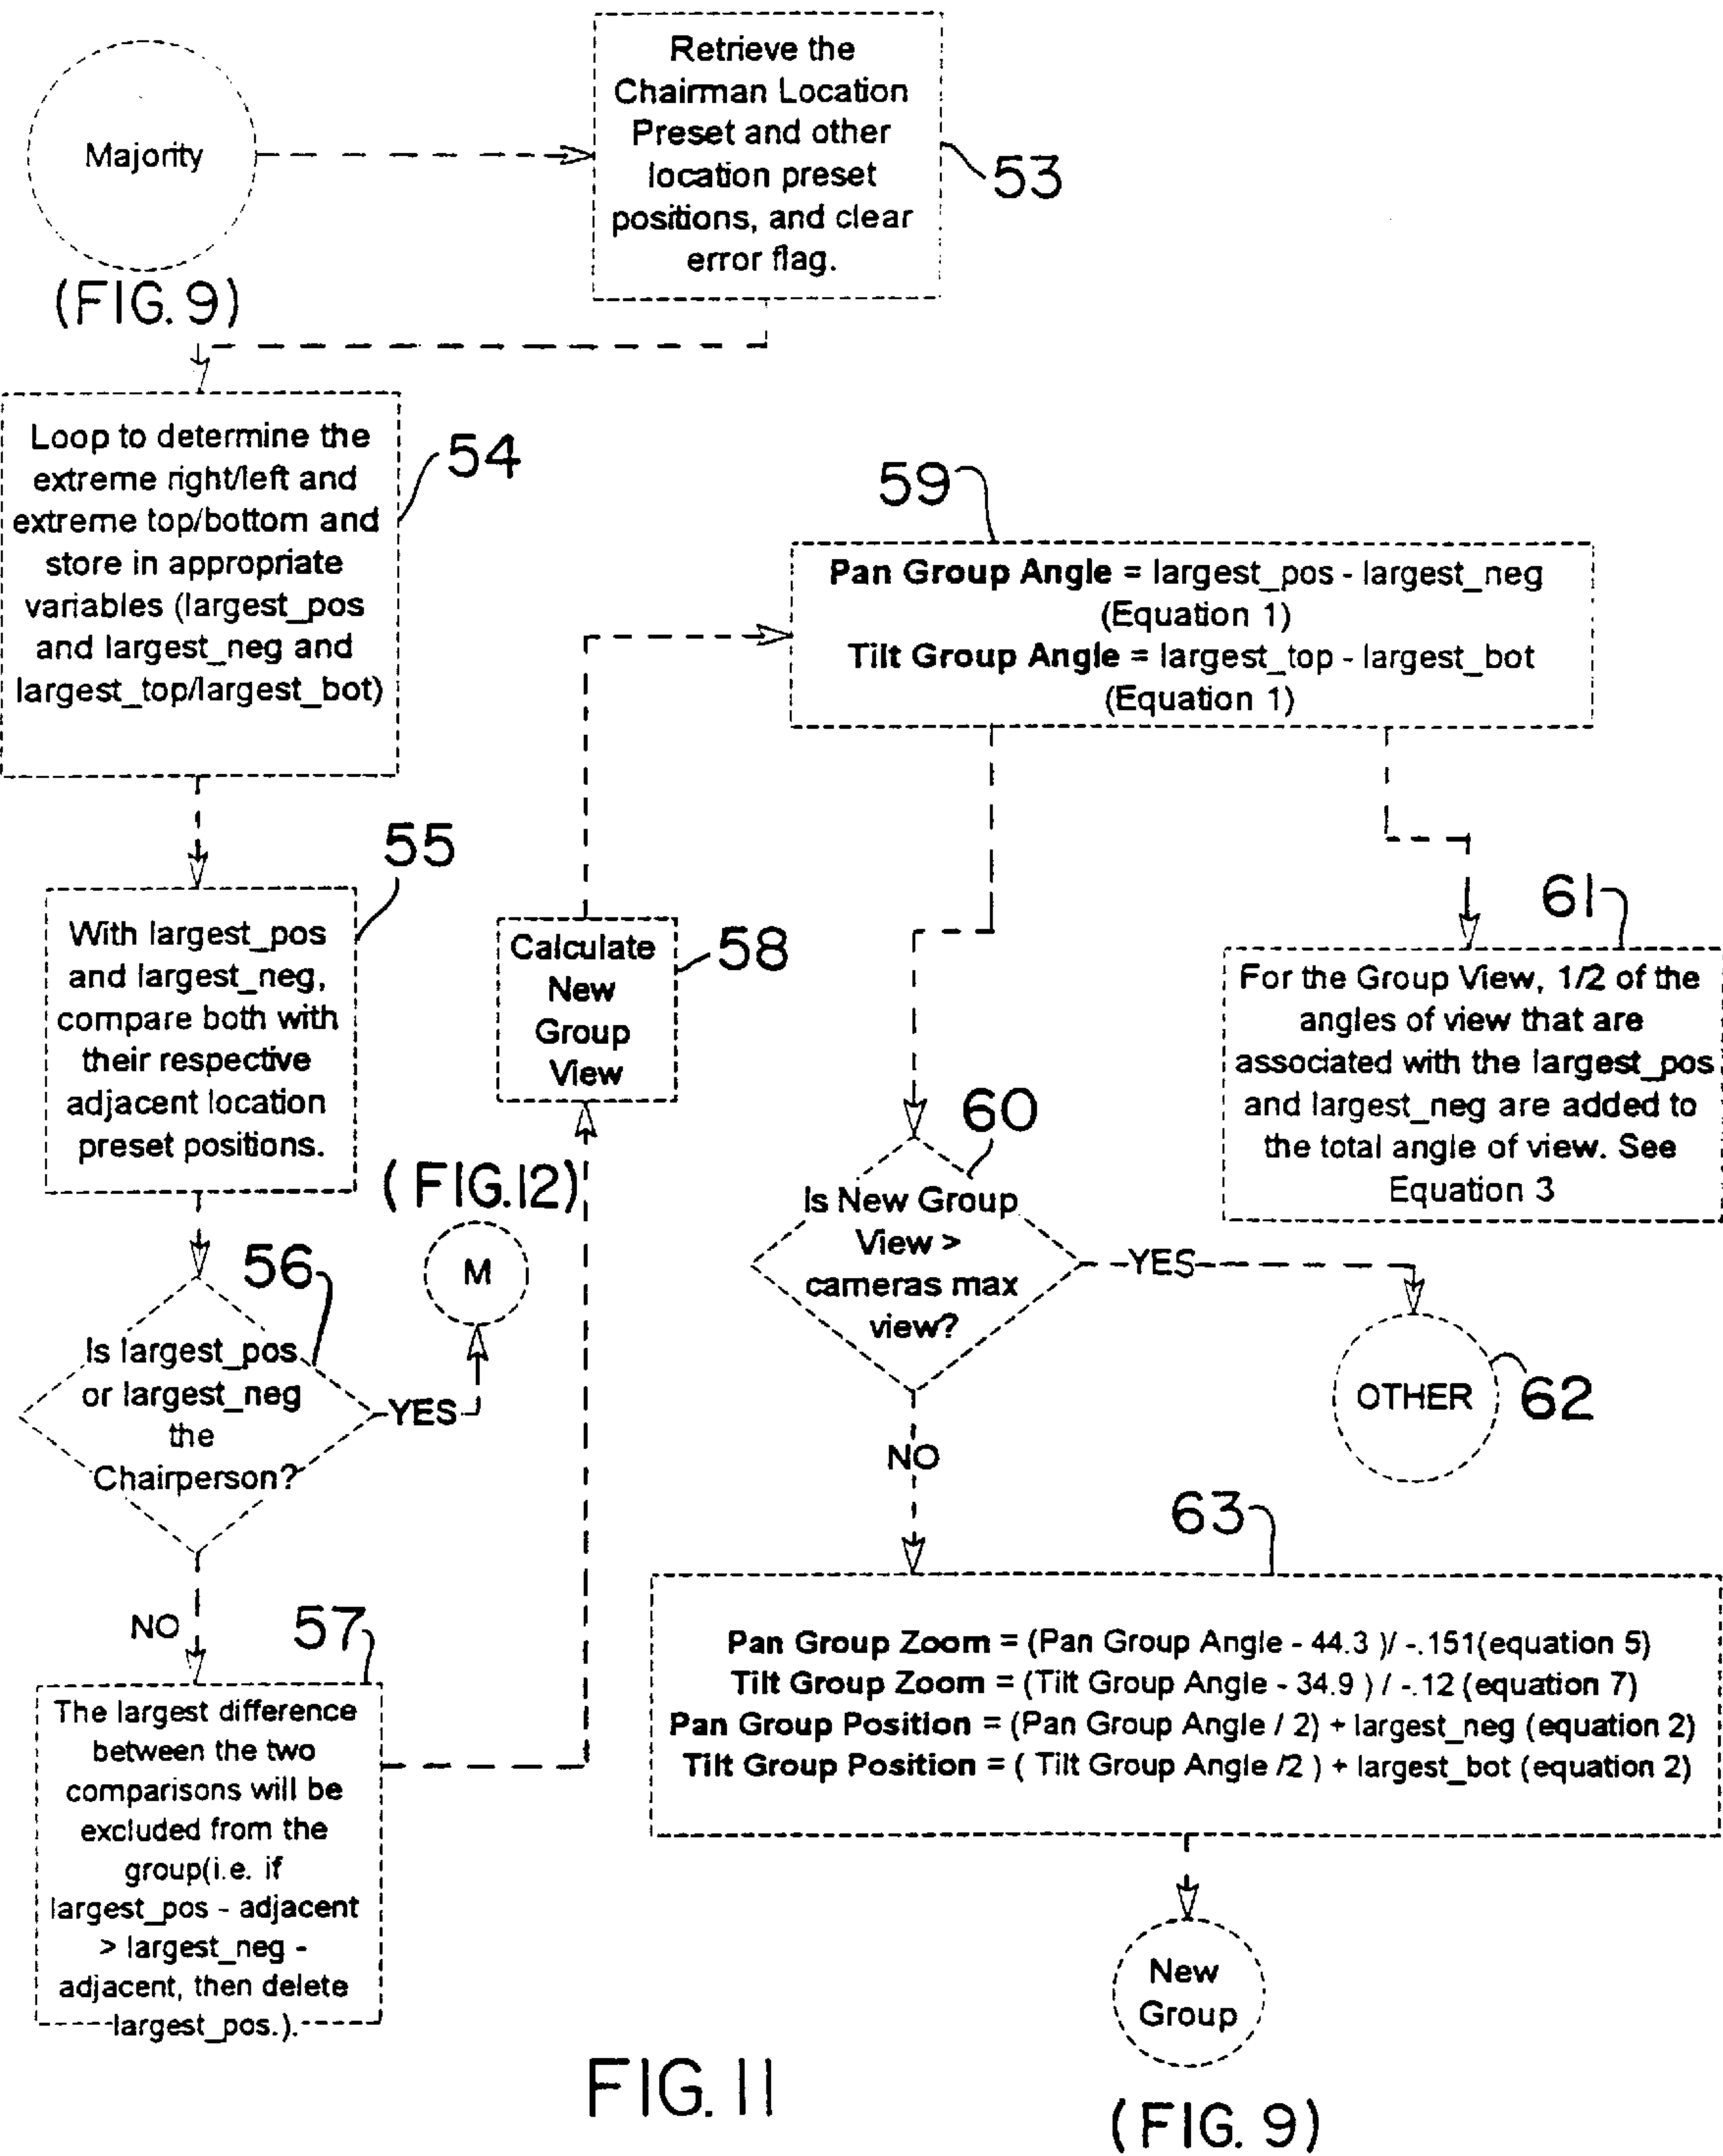 Majority
(FIG. 9)
Retrieve the
Chairman Location
Preset and other
location preset
positions, and clear
error flag.
53
Loop to determine the
extreme right/left and
extreme top/bottom and
store in appropriate
variables (largest_pos
and largest_neg and
largest_top/largest_bot)
54
With largest_pos
and largest_neg,
compare both with
their respective
adjacent location
preset positions.
55
(FIG.12)
M
56
Is largest_pos
or largest_neg
the
Chairperson?
YES
NO
57
The largest difference
between the two
comparisons will be
excluded from the
group(i.e. if
largest_pos - adjacent
> largest_neg -
adjacent, then delete
largest_pos.).
Calculate
New
Group
View
58
59
Pan Group Angle = largest_pos - largest_neg
(Equation 1)
Tilt Group Angle = largest_top - largest_bot
(Equation 1)
60
Is New Group
View >
cameras max
view?
YES
NO
61
For the Group View, 1/2 of the
angles of view that are
associated with the largest_pos
and largest_neg are added to
the total angle of view. See
Equation 3
OTHER
62
63
Pan Group Zoom = (Pan Group Angle - 44.3 )/ -.151(equation 5)
Tilt Group Zoom = (Tilt Group Angle - 34.9 ) / -.12 (equation 7)
Pan Group Position = (Pan Group Angle / 2) + largest_neg (equation 2)
Tilt Group Position = ( Tilt Group Angle /2 ) + largest_bot (equation 2)
New
Group
(FIG. 9)
FIG. 11